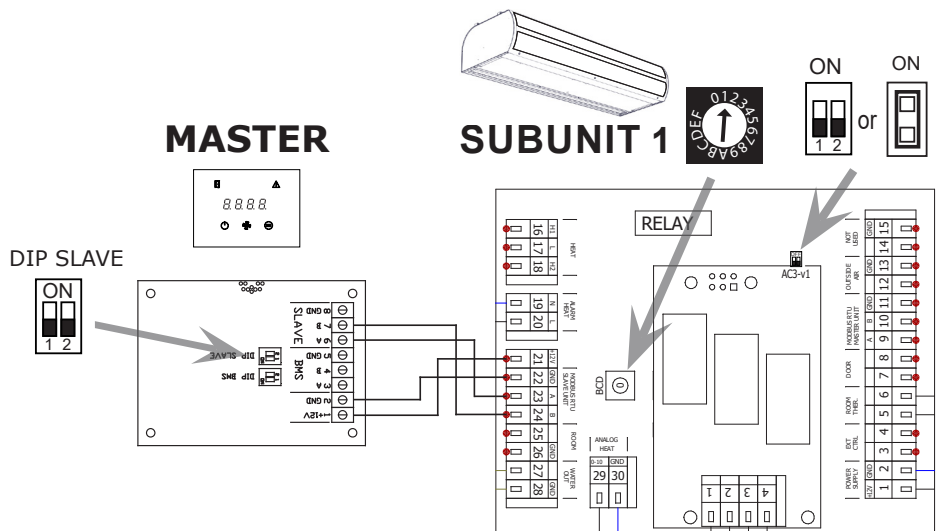 ON
ON
or
1 2
0123456789ABCDEF
MASTER
SUBUNIT 1
8.8.8.8.
RELAY
AC3-v1
DIP SLAVE
ON
1 2
SLAVE
8 GND
7 B
6 A
BMS
5 GND
4 B
3 A
2 GND
1 +12V
DIP SLAVE
DIP BMS
16 H1
17 L
18 H2
HEAT
19 N
20 L
ALARM HEAT
21
22 GND
23 A
24 B
MODBUS RTU SLAVE UNIT
25
26 GND
ROOM
27
28 GND
WATER OUT
BCD
ANALOG
HEAT
0-10 GND
29 30
1 2 3 4
NOT USED
GND 15
14
OUTSIDE AIR
GND 13
12
MODBUS RTU MASTER UNIT
GND 11
B 10
A 9
DOOR
8
7
ROOM THER.
6
5
EXT CTRL
4
3
POWER SUPPLY
GND 2
1